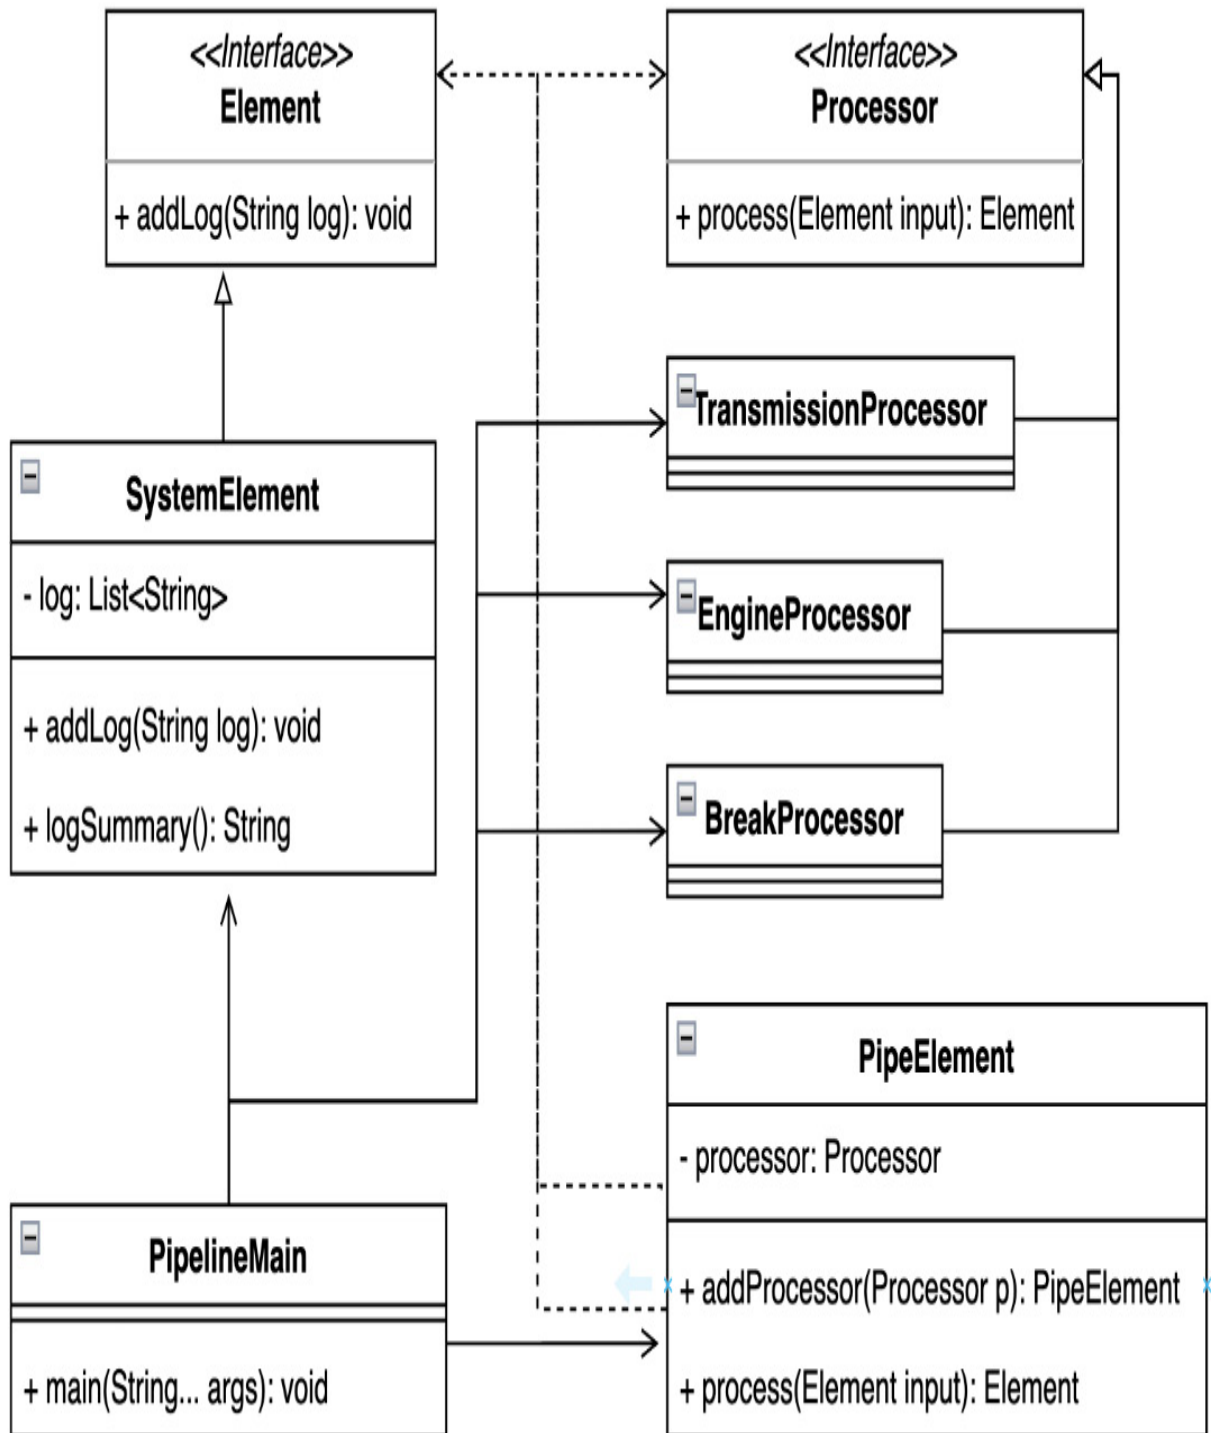 <<Interface>>
Element
+ addLog(String log): void
<<Interface>>
Processor
+ process(Element input): Element
TransmissionProcessor
SystemElement
- log: List<String>
+ addLog(String log): void
+ logSummary(): String
EngineProcessor
BreakProcessor
PipeElement
- processor: Processor
+ addProcessor(Processor p): PipeElement
+ process(Element input): Element
PipelineMain
+ main(String... args): void